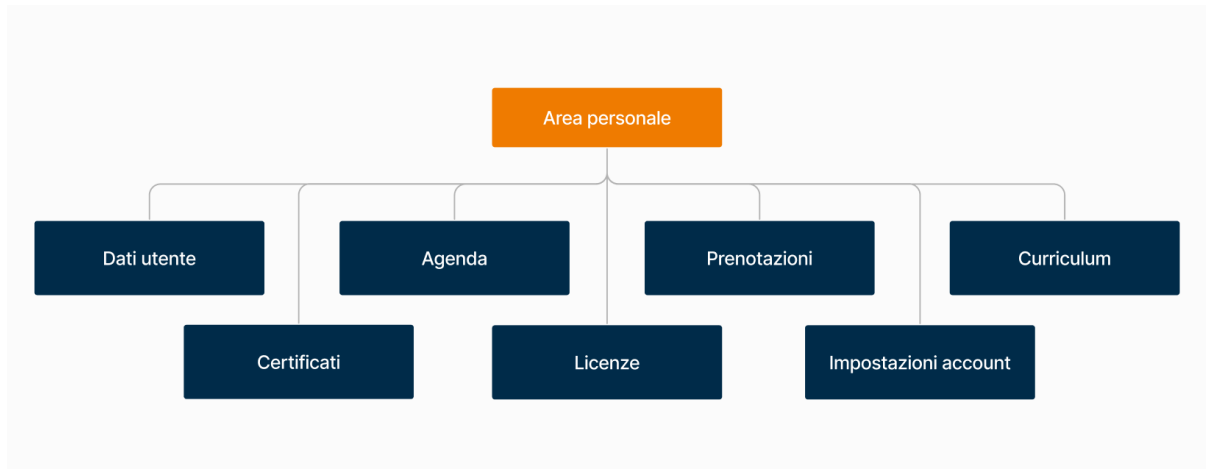 Area personale
Dati utente
Agenda
Prenotazioni
Curriculum
Certificati
Licenze
Impostazioni account